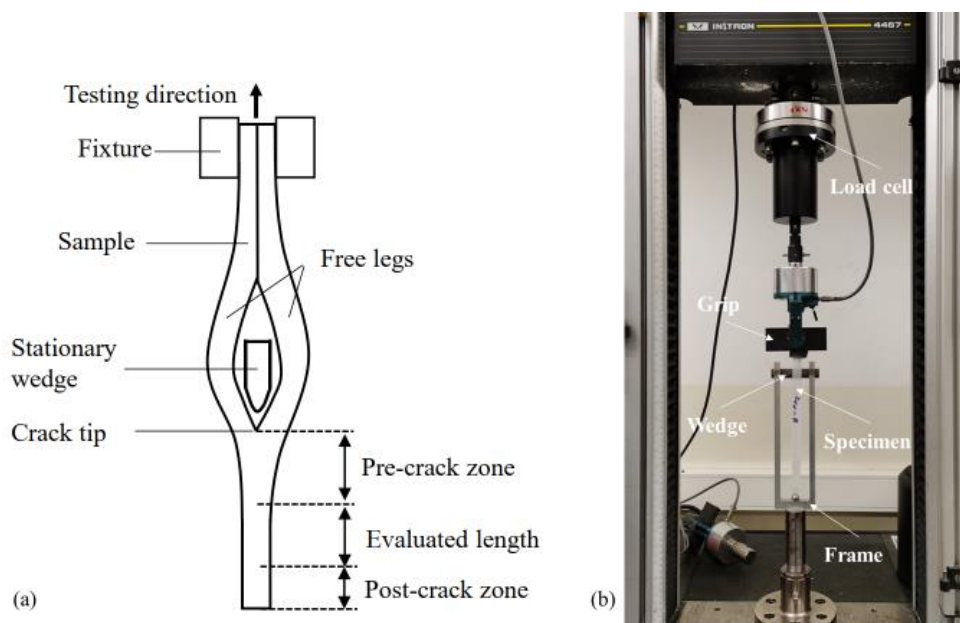 Testing direction
Fixture
Sample
Free legs
Stationary
wedge
Crack tip
Pre-crack zone
Evaluated length
Post-crack zone
(a)
INSTRON
4467
Load cell
Grip
Wedge
Specimen
Frame
(b)